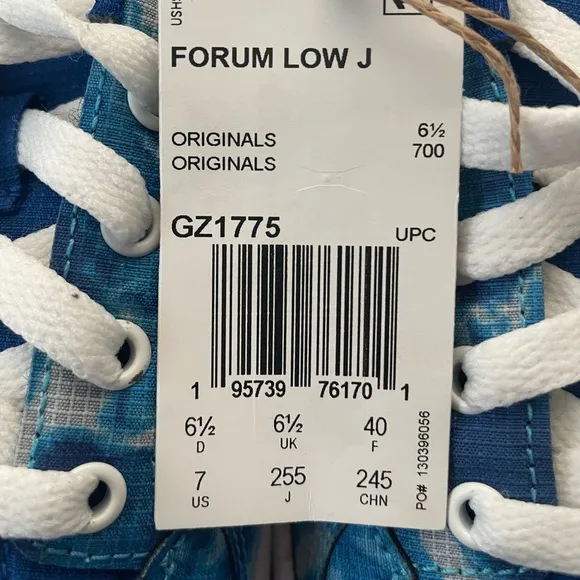 FORUM LOW J
ORIGINALS 6½
ORIGINALS 700
GZ1775 UPC
1 95739 76170 1
6½ 6½ 40
D UK F
7 255 245
US J CHN
PO# 130396056